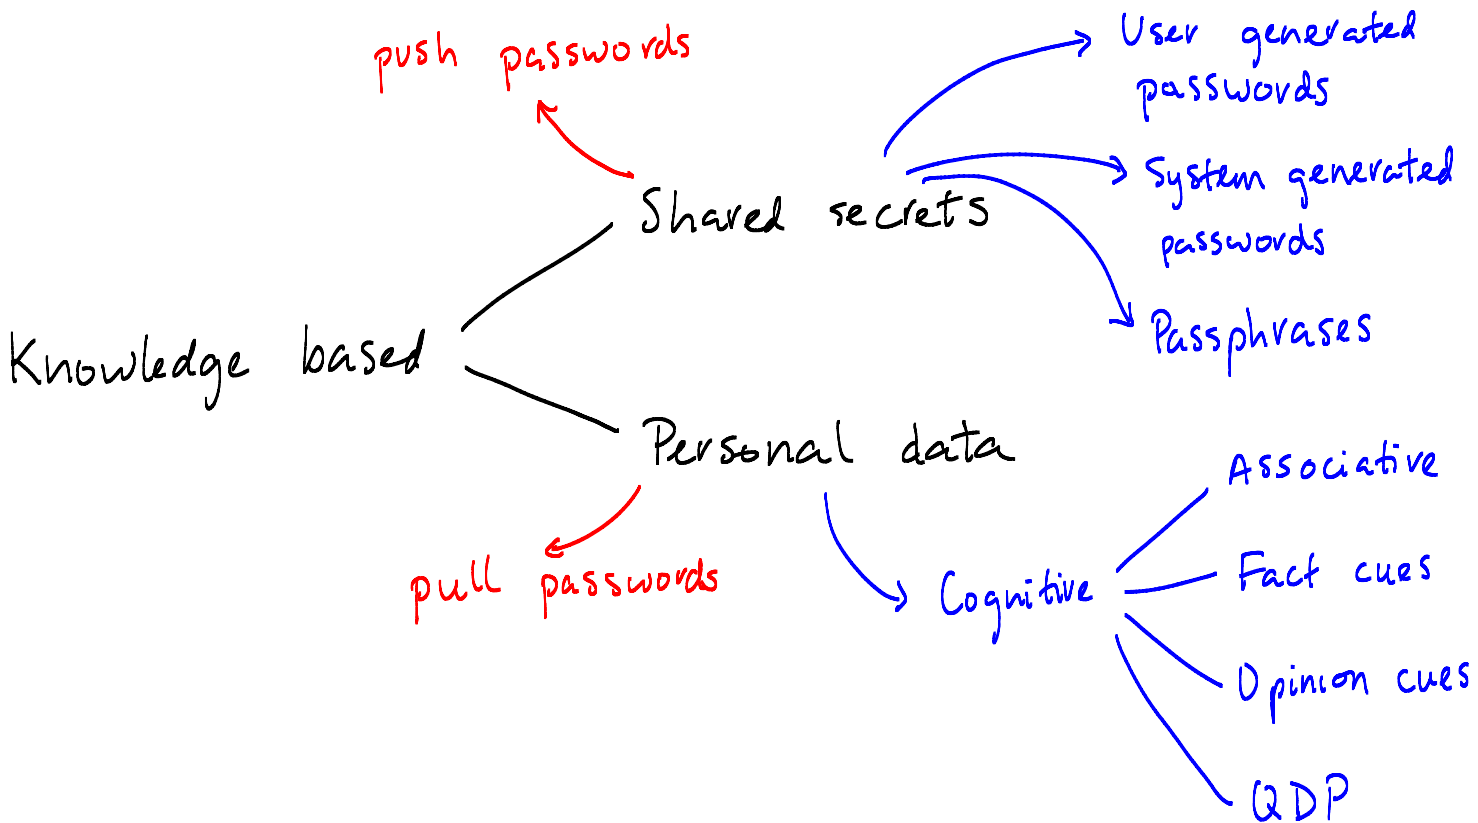 push passwords
User generated
passwords
System generated
passwords
Shared secrets
Passphrases
Knowledge based
Personal data
Associative
pull passwords
Cognitive
Fact cues
Opinion cues
QDP